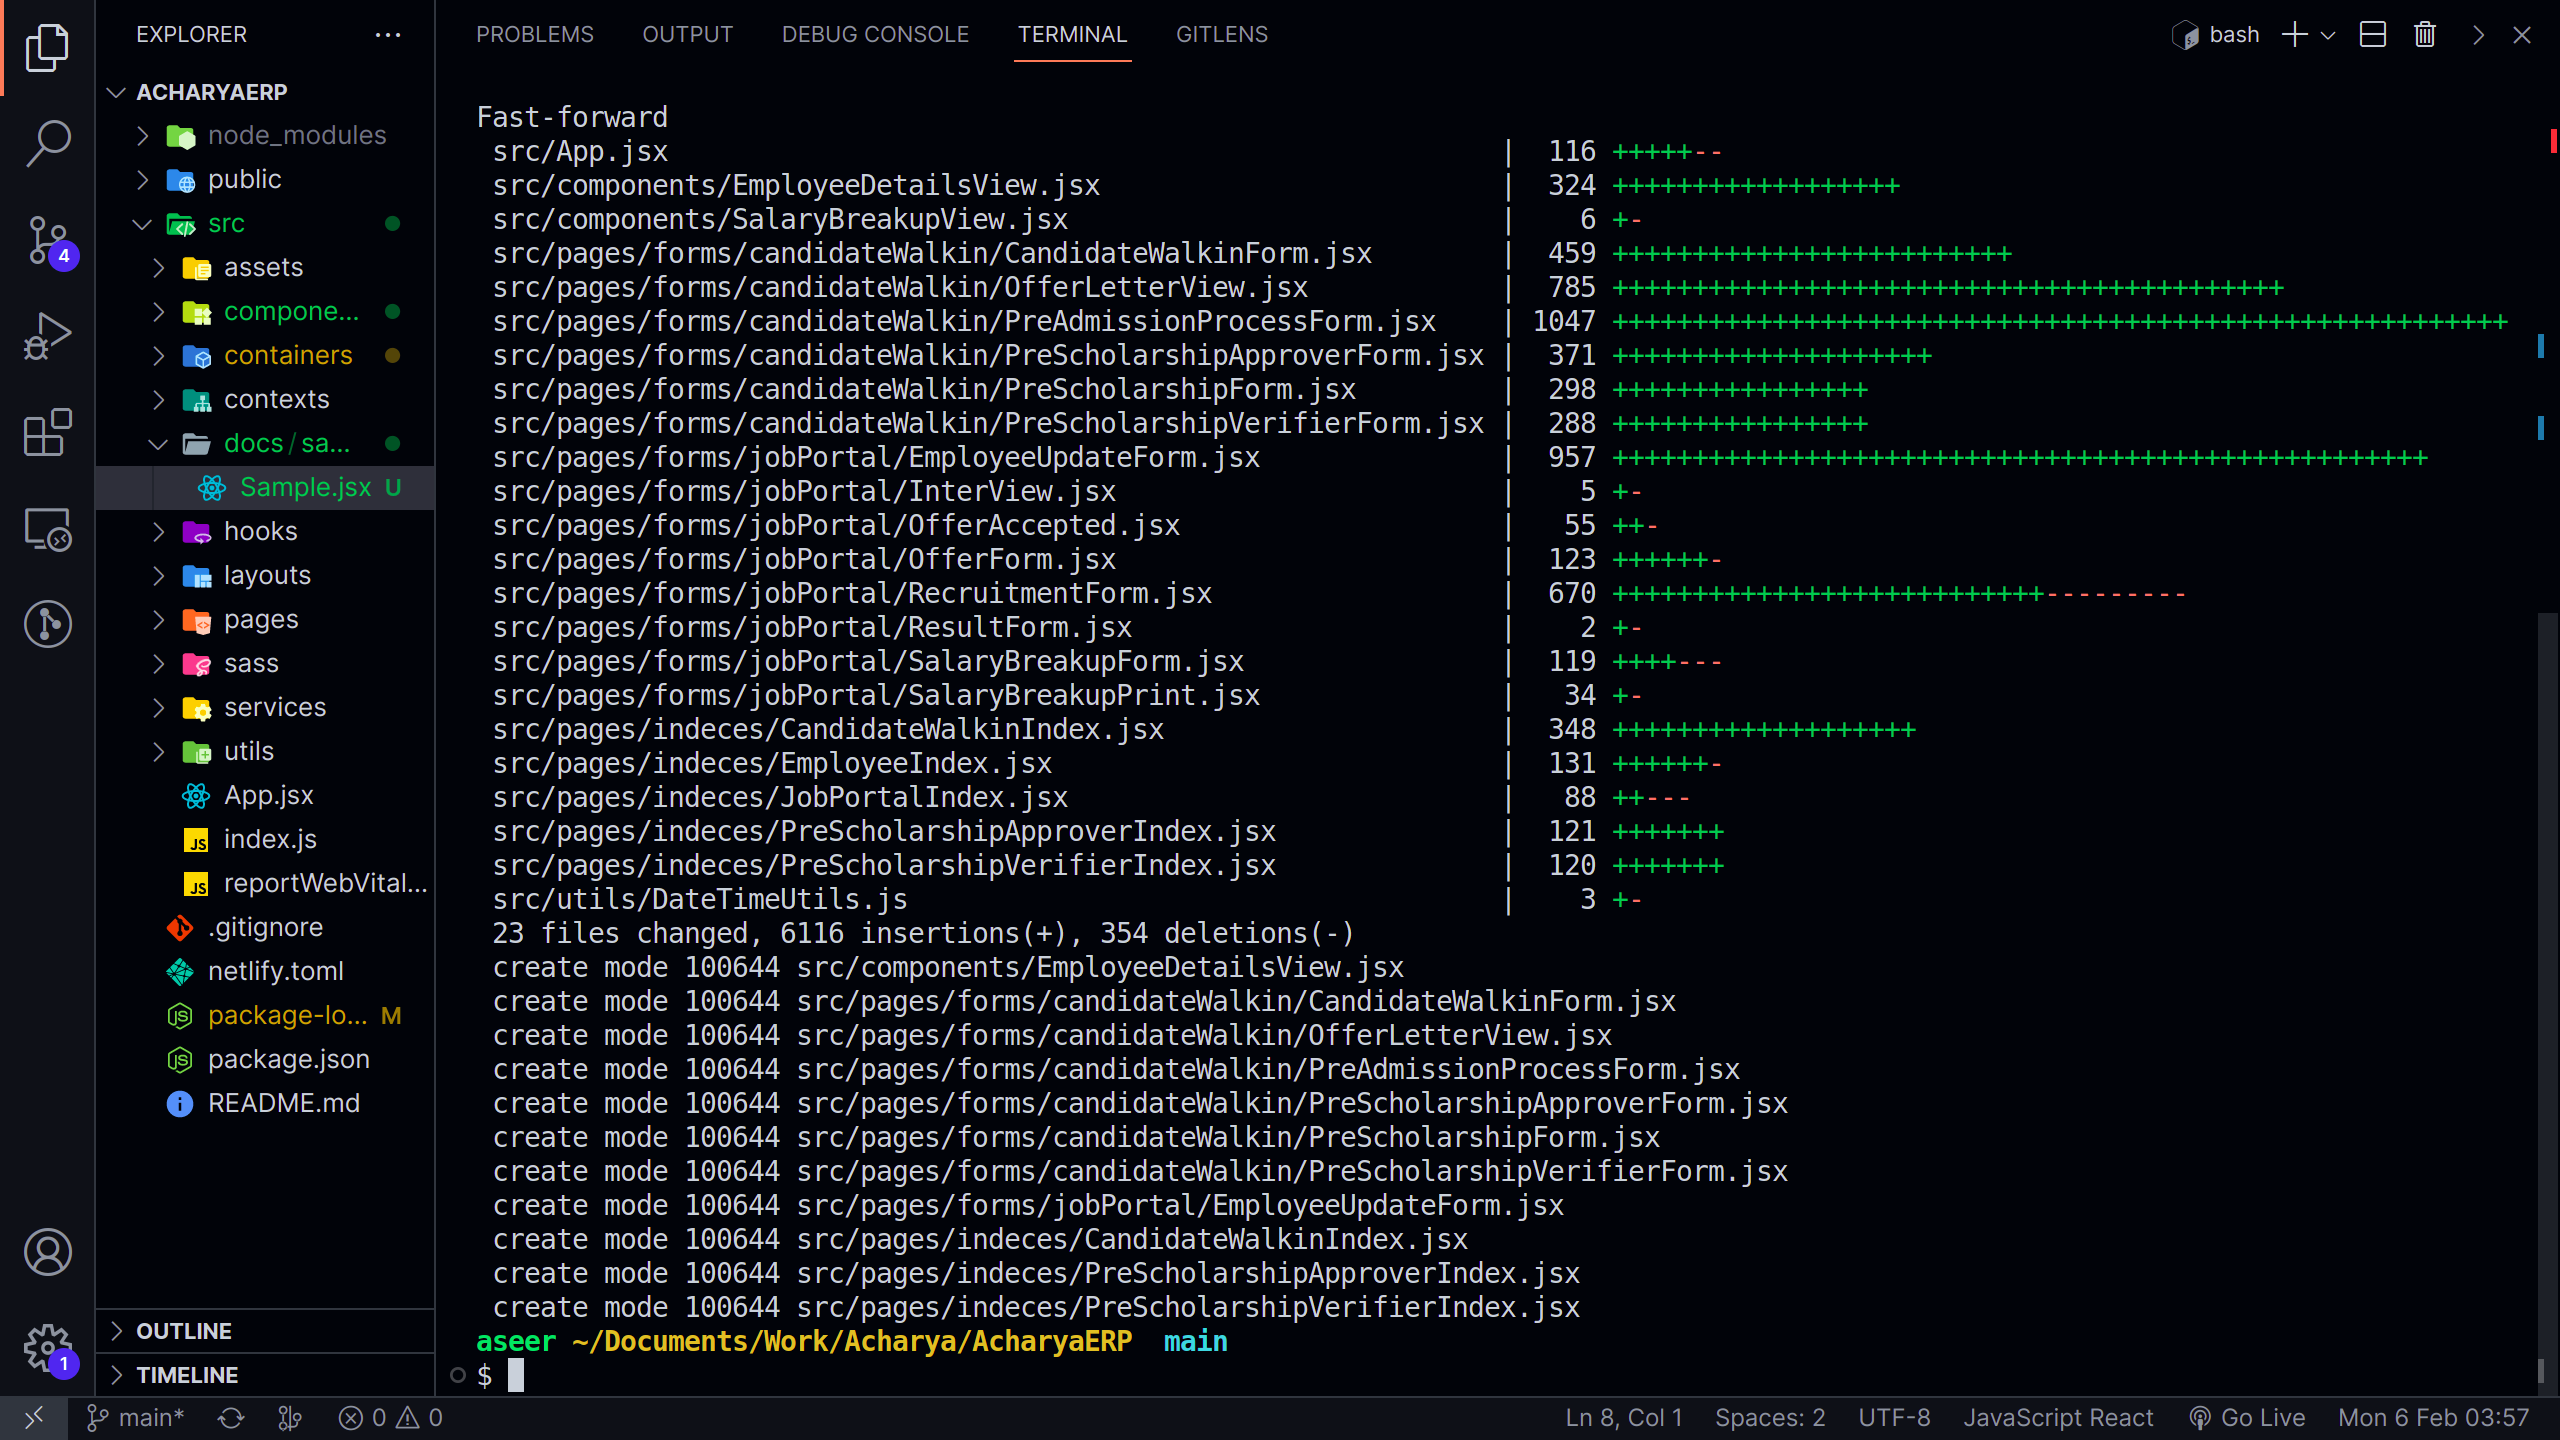 EXPLORER
ACHARYAERP
node_modules
public
src
assets
compone...
containers
contexts
docs / sa...
Sample.jsx U
hooks
layouts
pages
sass
services
utils
App.jsx
index.js
reportWebVital...
.gitignore
netlify.toml
package-lo... M
package.json
README.md
OUTLINE
TIMELINE
4
1
PROBLEMS OUTPUT DEBUG CONSOLE TERMINAL GITLENS
bash
Fast-forward
src/App.jsx | 116 +++++--
src/components/EmployeeDetailsView.jsx | 324 ++++++++++++++++++
src/components/SalaryBreakupView.jsx | 6 +-
src/pages/forms/candidateWalkin/CandidateWalkinForm.jsx | 459 +++++++++++++++++++++++++
src/pages/forms/candidateWalkin/OfferLetterView.jsx | 785 ++++++++++++++++++++++++++++++++++++++++++
src/pages/forms/candidateWalkin/PreAdmissionProcessForm.jsx | 1047 ++++++++++++++++++++++++++++++++++++++++++++++++++++++++
src/pages/forms/candidateWalkin/PreScholarshipApproverForm.jsx | 371 ++++++++++++++++++++
src/pages/forms/candidateWalkin/PreScholarshipForm.jsx | 298 ++++++++++++++++
src/pages/forms/candidateWalkin/PreScholarshipVerifierForm.jsx | 288 ++++++++++++++++
src/pages/forms/jobPortal/EmployeeUpdateForm.jsx | 957 +++++++++++++++++++++++++++++++++++++++++++++++++++
src/pages/forms/jobPortal/InterView.jsx | 5 +-
src/pages/forms/jobPortal/OfferAccepted.jsx | 55 ++-
src/pages/forms/jobPortal/OfferForm.jsx | 123 ++++++-
src/pages/forms/jobPortal/RecruitmentForm.jsx | 670 +++++++++++++++++++++++++++---------
src/pages/forms/jobPortal/ResultForm.jsx | 2 +-
src/pages/forms/jobPortal/SalaryBreakupForm.jsx | 119 ++++---
src/pages/forms/jobPortal/SalaryBreakupPrint.jsx | 34 +-
src/pages/indeces/CandidateWalkinIndex.jsx | 348 +++++++++++++++++++
src/pages/indeces/EmployeeIndex.jsx | 131 ++++++-
src/pages/indeces/JobPortalIndex.jsx | 88 ++---
src/pages/indeces/PreScholarshipApproverIndex.jsx | 121 +++++++
src/pages/indeces/PreScholarshipVerifierIndex.jsx | 120 +++++++
src/utils/DateTimeUtils.js | 3 +-
23 files changed, 6116 insertions(+), 354 deletions(-)
create mode 100644 src/components/EmployeeDetailsView.jsx
create mode 100644 src/pages/forms/candidateWalkin/CandidateWalkinForm.jsx
create mode 100644 src/pages/forms/candidateWalkin/OfferLetterView.jsx
create mode 100644 src/pages/forms/candidateWalkin/PreAdmissionProcessForm.jsx
create mode 100644 src/pages/forms/candidateWalkin/PreScholarshipApproverForm.jsx
create mode 100644 src/pages/forms/candidateWalkin/PreScholarshipForm.jsx
create mode 100644 src/pages/forms/candidateWalkin/PreScholarshipVerifierForm.jsx
create mode 100644 src/pages/forms/jobPortal/EmployeeUpdateForm.jsx
create mode 100644 src/pages/indeces/CandidateWalkinIndex.jsx
create mode 100644 src/pages/indeces/PreScholarshipApproverIndex.jsx
create mode 100644 src/pages/indeces/PreScholarshipVerifierIndex.jsx
aseer ~/Documents/Work/Acharya/AcharyaERP main
$
main* 0 0 Ln 8, Col 1 Spaces: 2 UTF-8 JavaScript React Go Live Mon 6 Feb 03:57